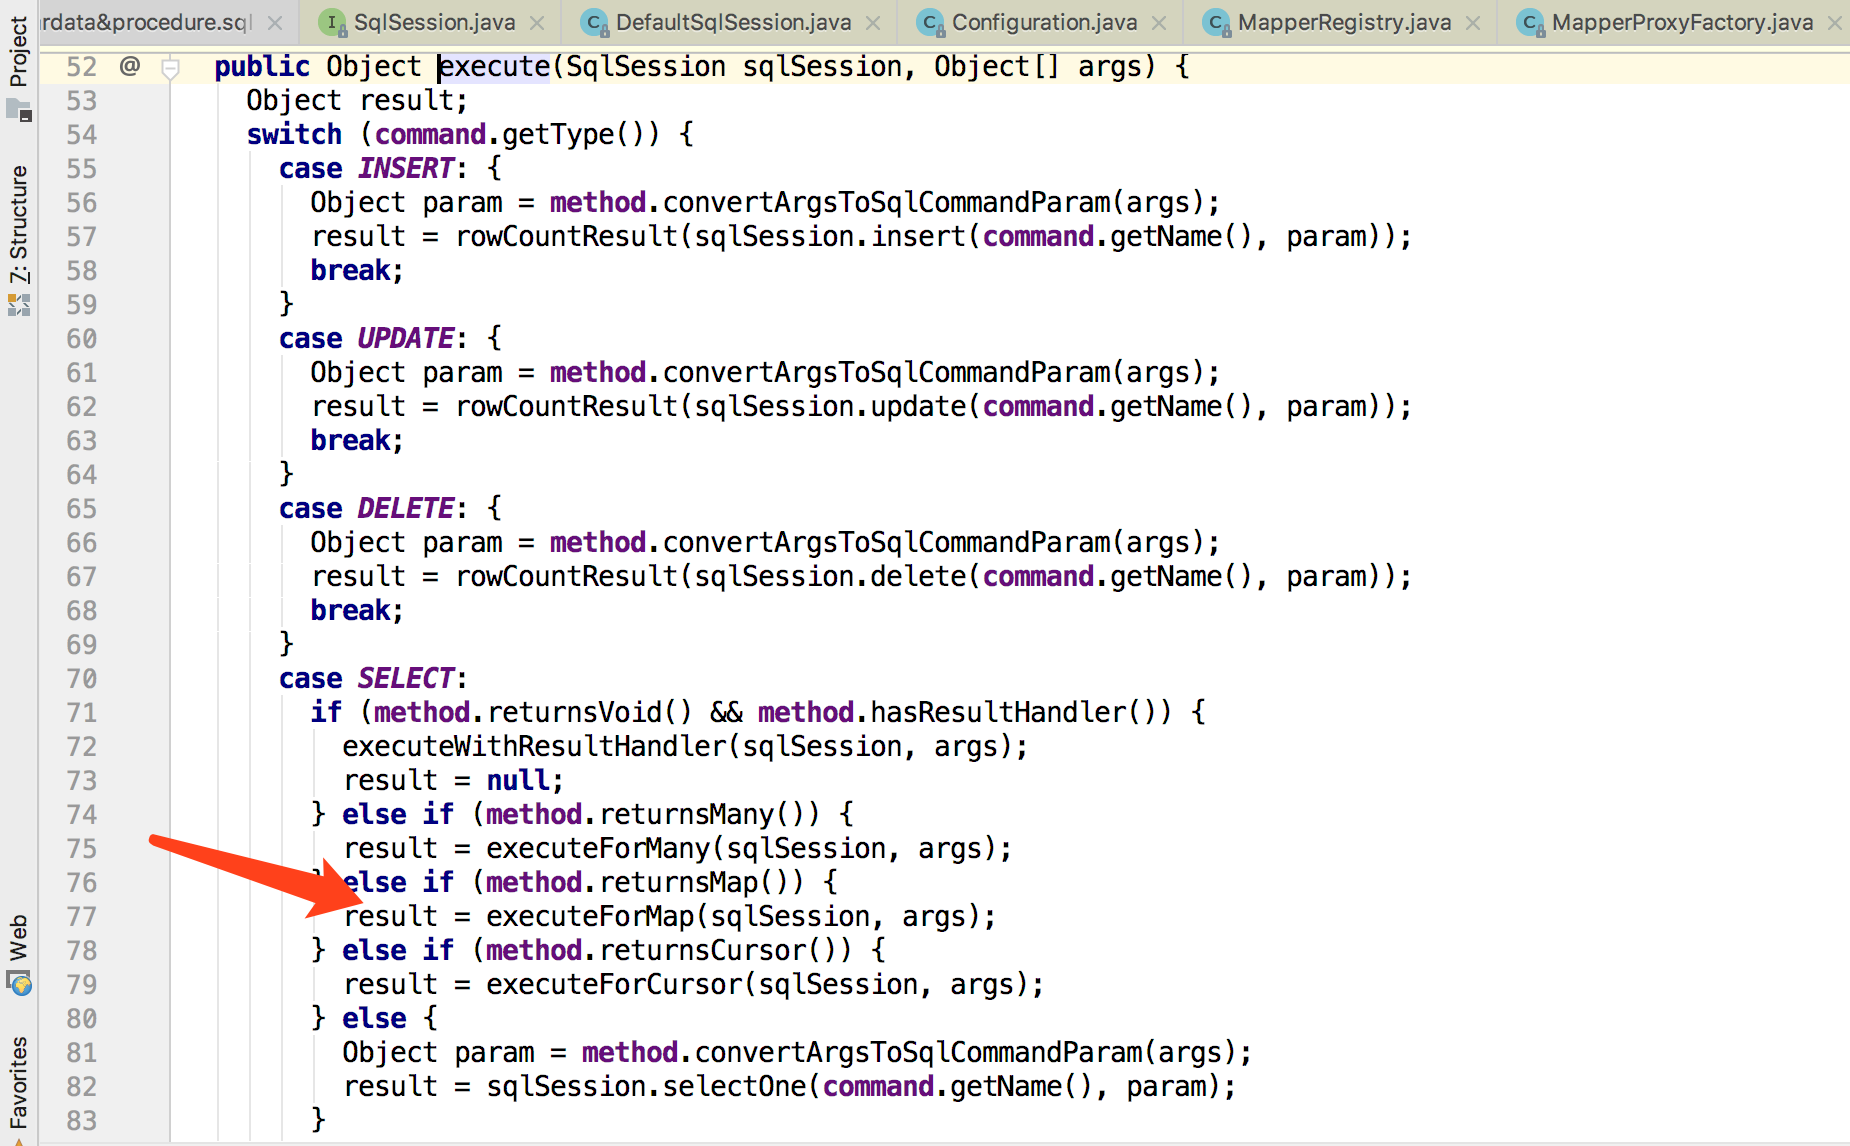 rdata&procedure.sql
SqlSession.java
DefaultSqlSession.java
Configuration.java
MapperRegistry.java
MapperProxyFactory.java
Project
7: Structure
Web
Favorites
52 @ public Object execute(SqlSession sqlSession, Object[] args) {
53 Object result;
54 switch (command.getType()) {
55 case INSERT: {
56 Object param = method.convertArgsToSqlCommandParam(args);
57 result = rowCountResult(sqlSession.insert(command.getName(), param));
58 break;
59 }
60 case UPDATE: {
61 Object param = method.convertArgsToSqlCommandParam(args);
62 result = rowCountResult(sqlSession.update(command.getName(), param));
63 break;
64 }
65 case DELETE: {
66 Object param = method.convertArgsToSqlCommandParam(args);
67 result = rowCountResult(sqlSession.delete(command.getName(), param));
68 break;
69 }
70 case SELECT:
71 if (method.returnsVoid() && method.hasResultHandler()) {
72 executeWithResultHandler(sqlSession, args);
73 result = null;
74 } else if (method.returnsMany()) {
75 result = executeForMany(sqlSession, args);
76 } else if (method.returnsMap()) {
77 result = executeForMap(sqlSession, args);
78 } else if (method.returnsCursor()) {
79 result = executeForCursor(sqlSession, args);
80 } else {
81 Object param = method.convertArgsToSqlCommandParam(args);
82 result = sqlSession.selectOne(command.getName(), param);
83 }